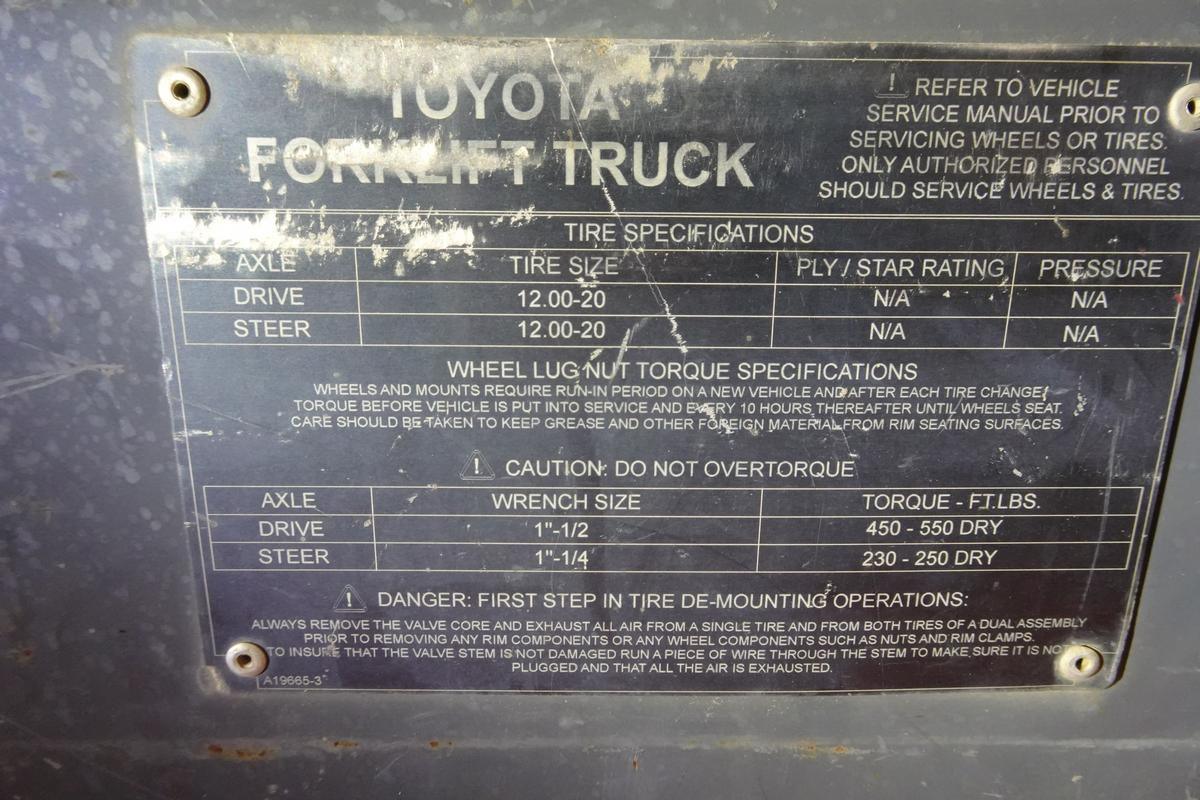 TOYOTA
FORKLIFT TRUCK
REFER TO VEHICLE
SERVICE MANUAL PRIOR TO
SERVICING WHEELS OR TIRES.
ONLY AUTHORIZED PERSONNEL
SHOULD SERVICE WHEELS & TIRES.
TIRE SPECIFICATIONS
AXLE TIRE SIZE PLY / STAR RATING PRESSURE
DRIVE 12.00-20 N/A N/A
STEER 12.00-20 N/A N/A
WHEEL LUG NUT TORQUE SPECIFICATIONS
WHEELS AND MOUNTS REQUIRE RUN-IN PERIOD ON A NEW VEHICLE AND AFTER EACH TIRE CHANGE.
TORQUE BEFORE VEHICLE IS PUT INTO SERVICE AND EVERY 10 HOURS THEREAFTER UNTIL WHEELS SEAT.
CARE SHOULD BE TAKEN TO KEEP GREASE AND OTHER FOREIGN MATERIAL FROM RIM SEATING SURFACES.
CAUTION: DO NOT OVERTORQUE
AXLE WRENCH SIZE TORQUE - FT.LBS.
DRIVE 1"-1/2 450 - 550 DRY
STEER 1"-1/4 230 - 250 DRY
DANGER: FIRST STEP IN TIRE DE-MOUNTING OPERATIONS:
ALWAYS REMOVE THE VALVE CORE AND EXHAUST ALL AIR FROM A SINGLE TIRE AND FROM BOTH TIRES OF A DUAL ASSEMBLY
PRIOR TO REMOVING ANY RIM COMPONENTS OR ANY WHEEL COMPONENTS SUCH AS NUTS AND RIM CLAMPS.
TO INSURE THAT THE VALVE STEM IS NOT DAMAGED RUN A PIECE OF WIRE THROUGH THE STEM TO MAKE SURE IT IS NOT
PLUGGED AND THAT ALL THE AIR IS EXHAUSTED.
A19665-3